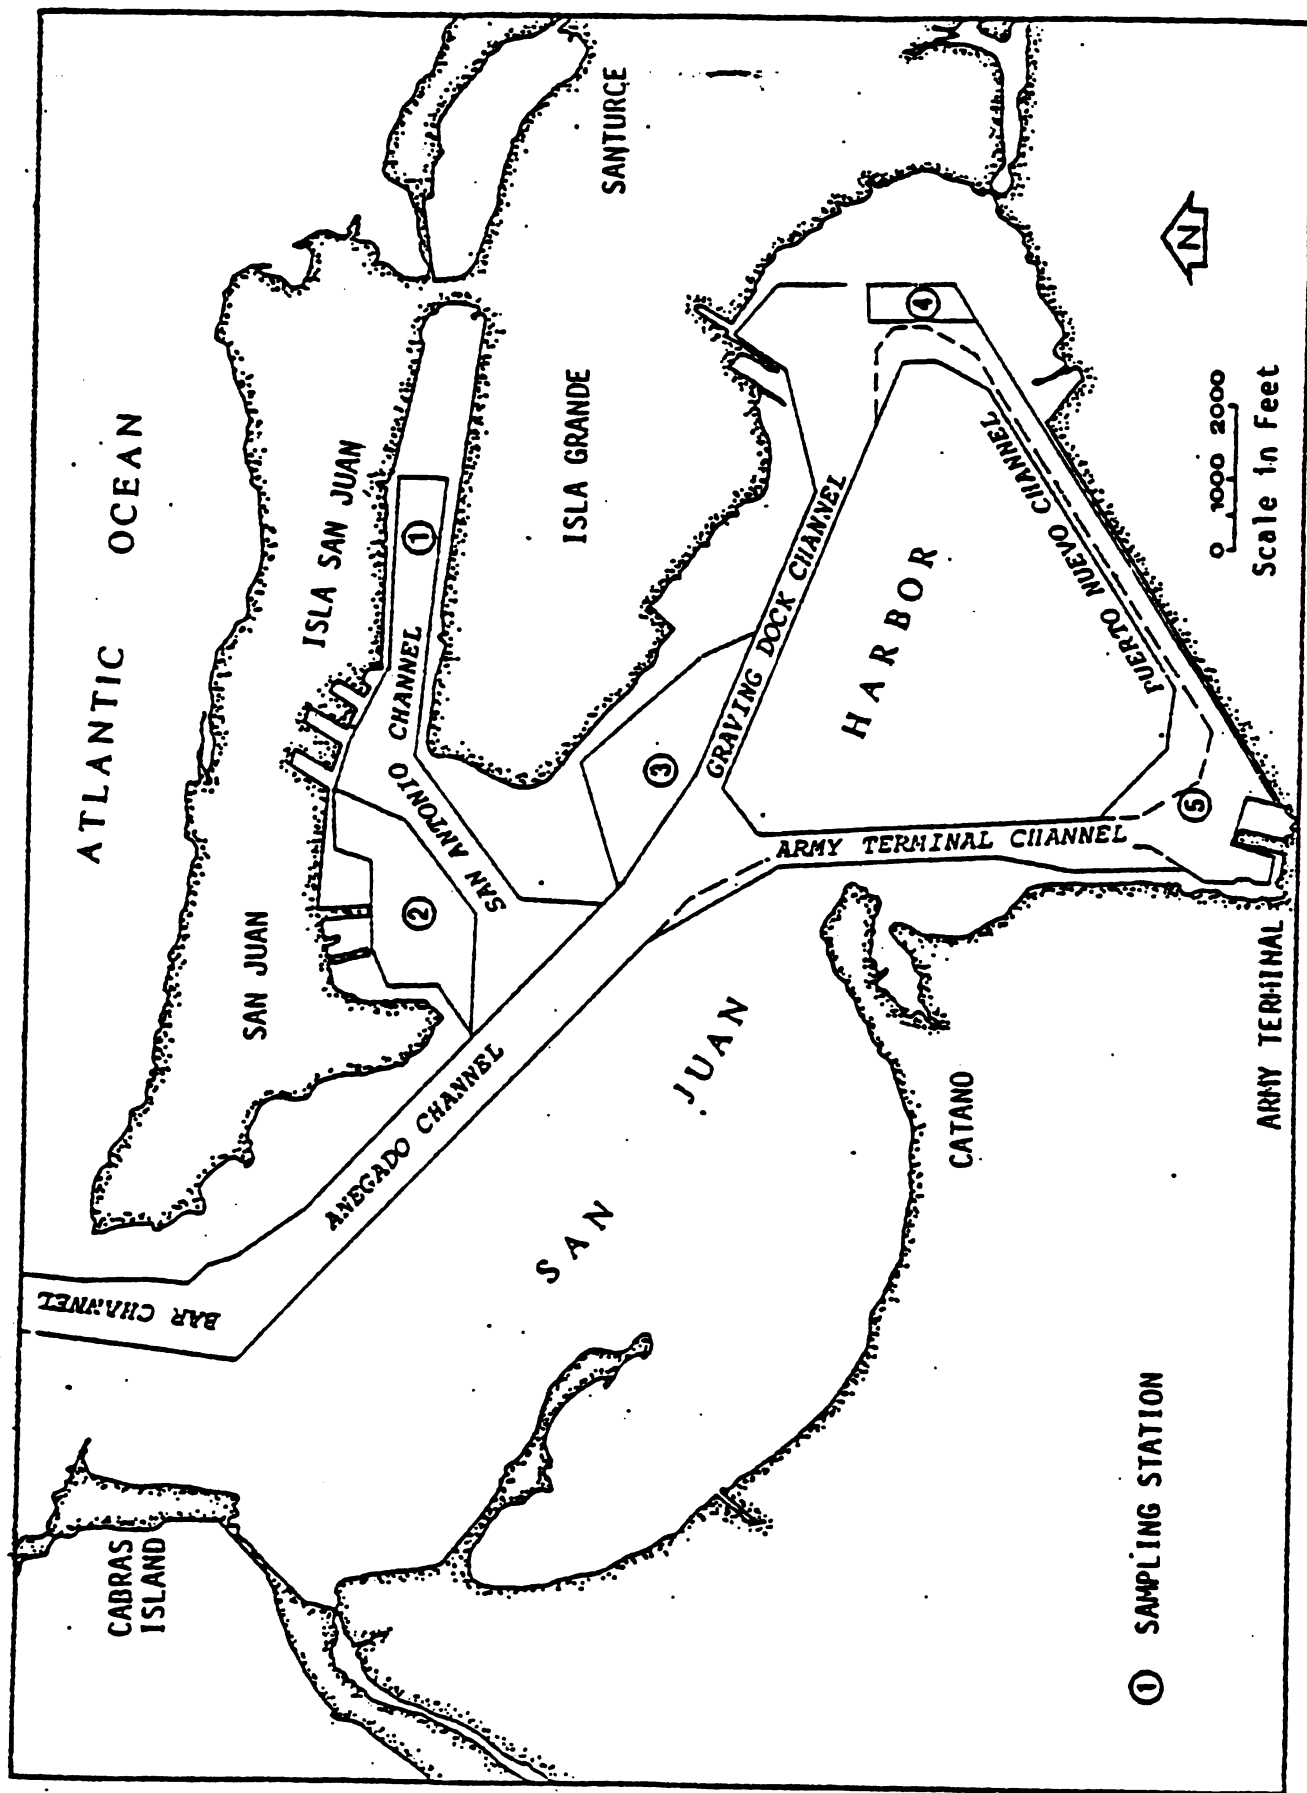 ATLANTIC OCEAN
BAR CHANNEL
CABRAS
ISLAND
SAN JUAN
ISLA SAN JUAN
ANEGADO CHANNEL
SAN ANTONIO CHANNEL
ISLA GRANDE
SANTURCE
1
2
3
4
5
GRAVING DOCK CHANNEL
ARMY TERMINAL CHANNEL
PUERTO NUEVO CHANNEL
SAN JUAN HARBOR
CATANO
ARMY TERMINAL
N
0 1000 2000
Scale in Feet
1 SAMPLING STATION